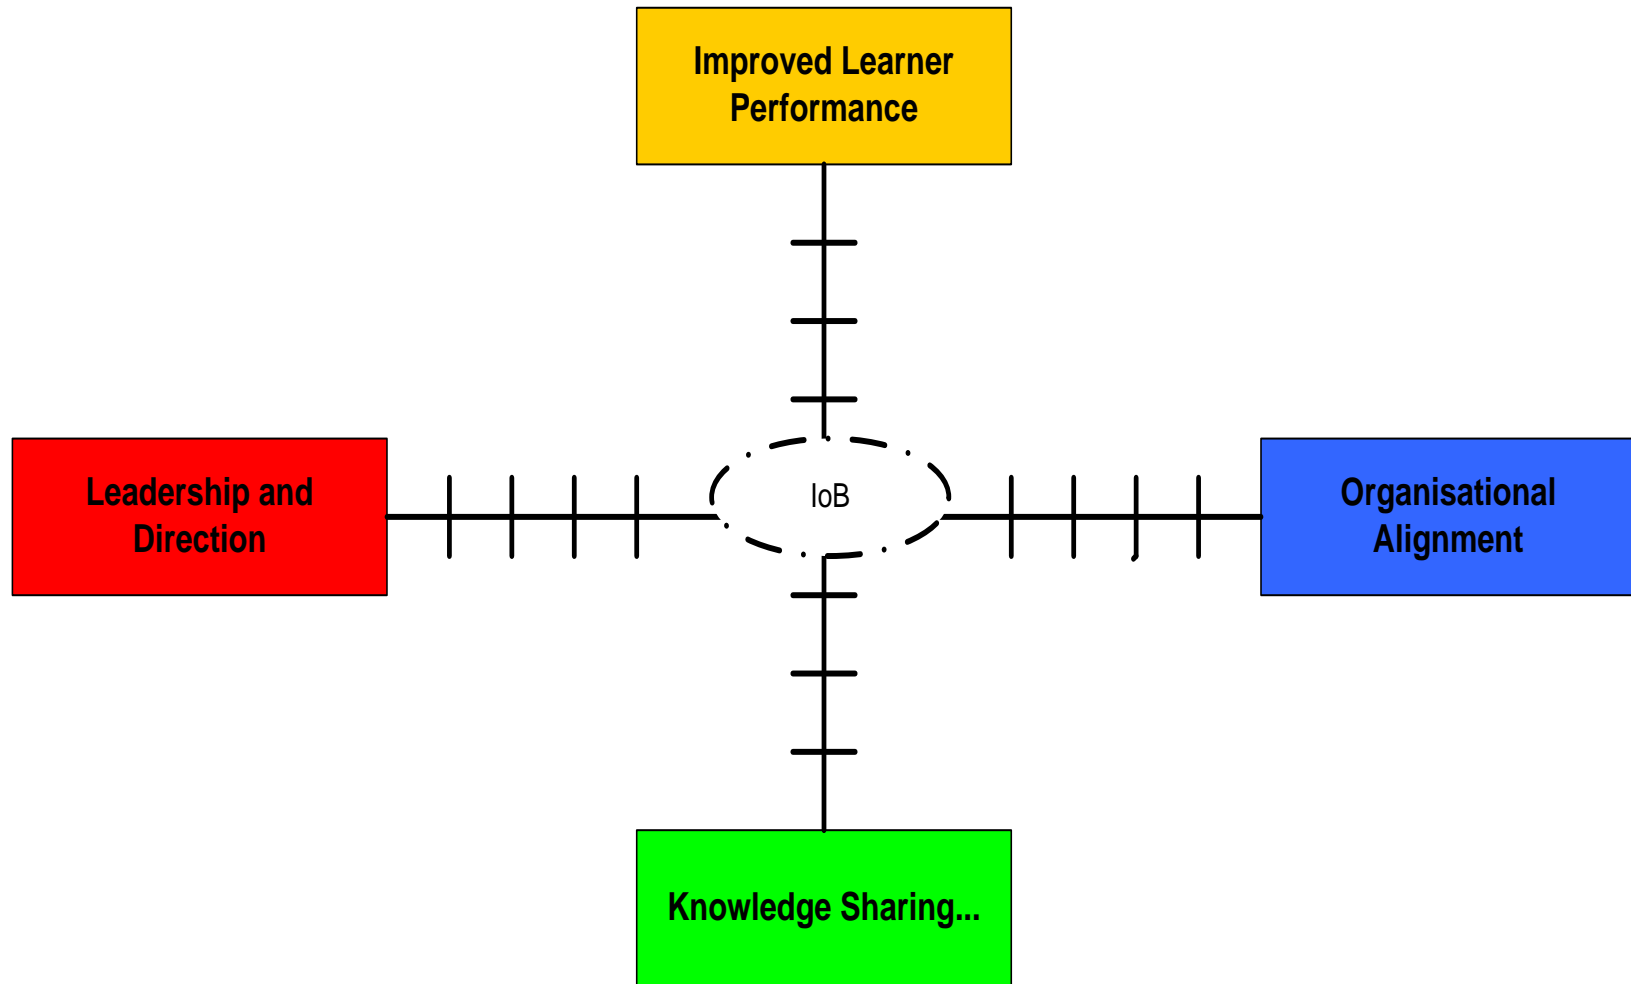 Improved Learner
Performance
Leadership and
Direction
IoB
Organisational
Alignment
Knowledge Sharing...